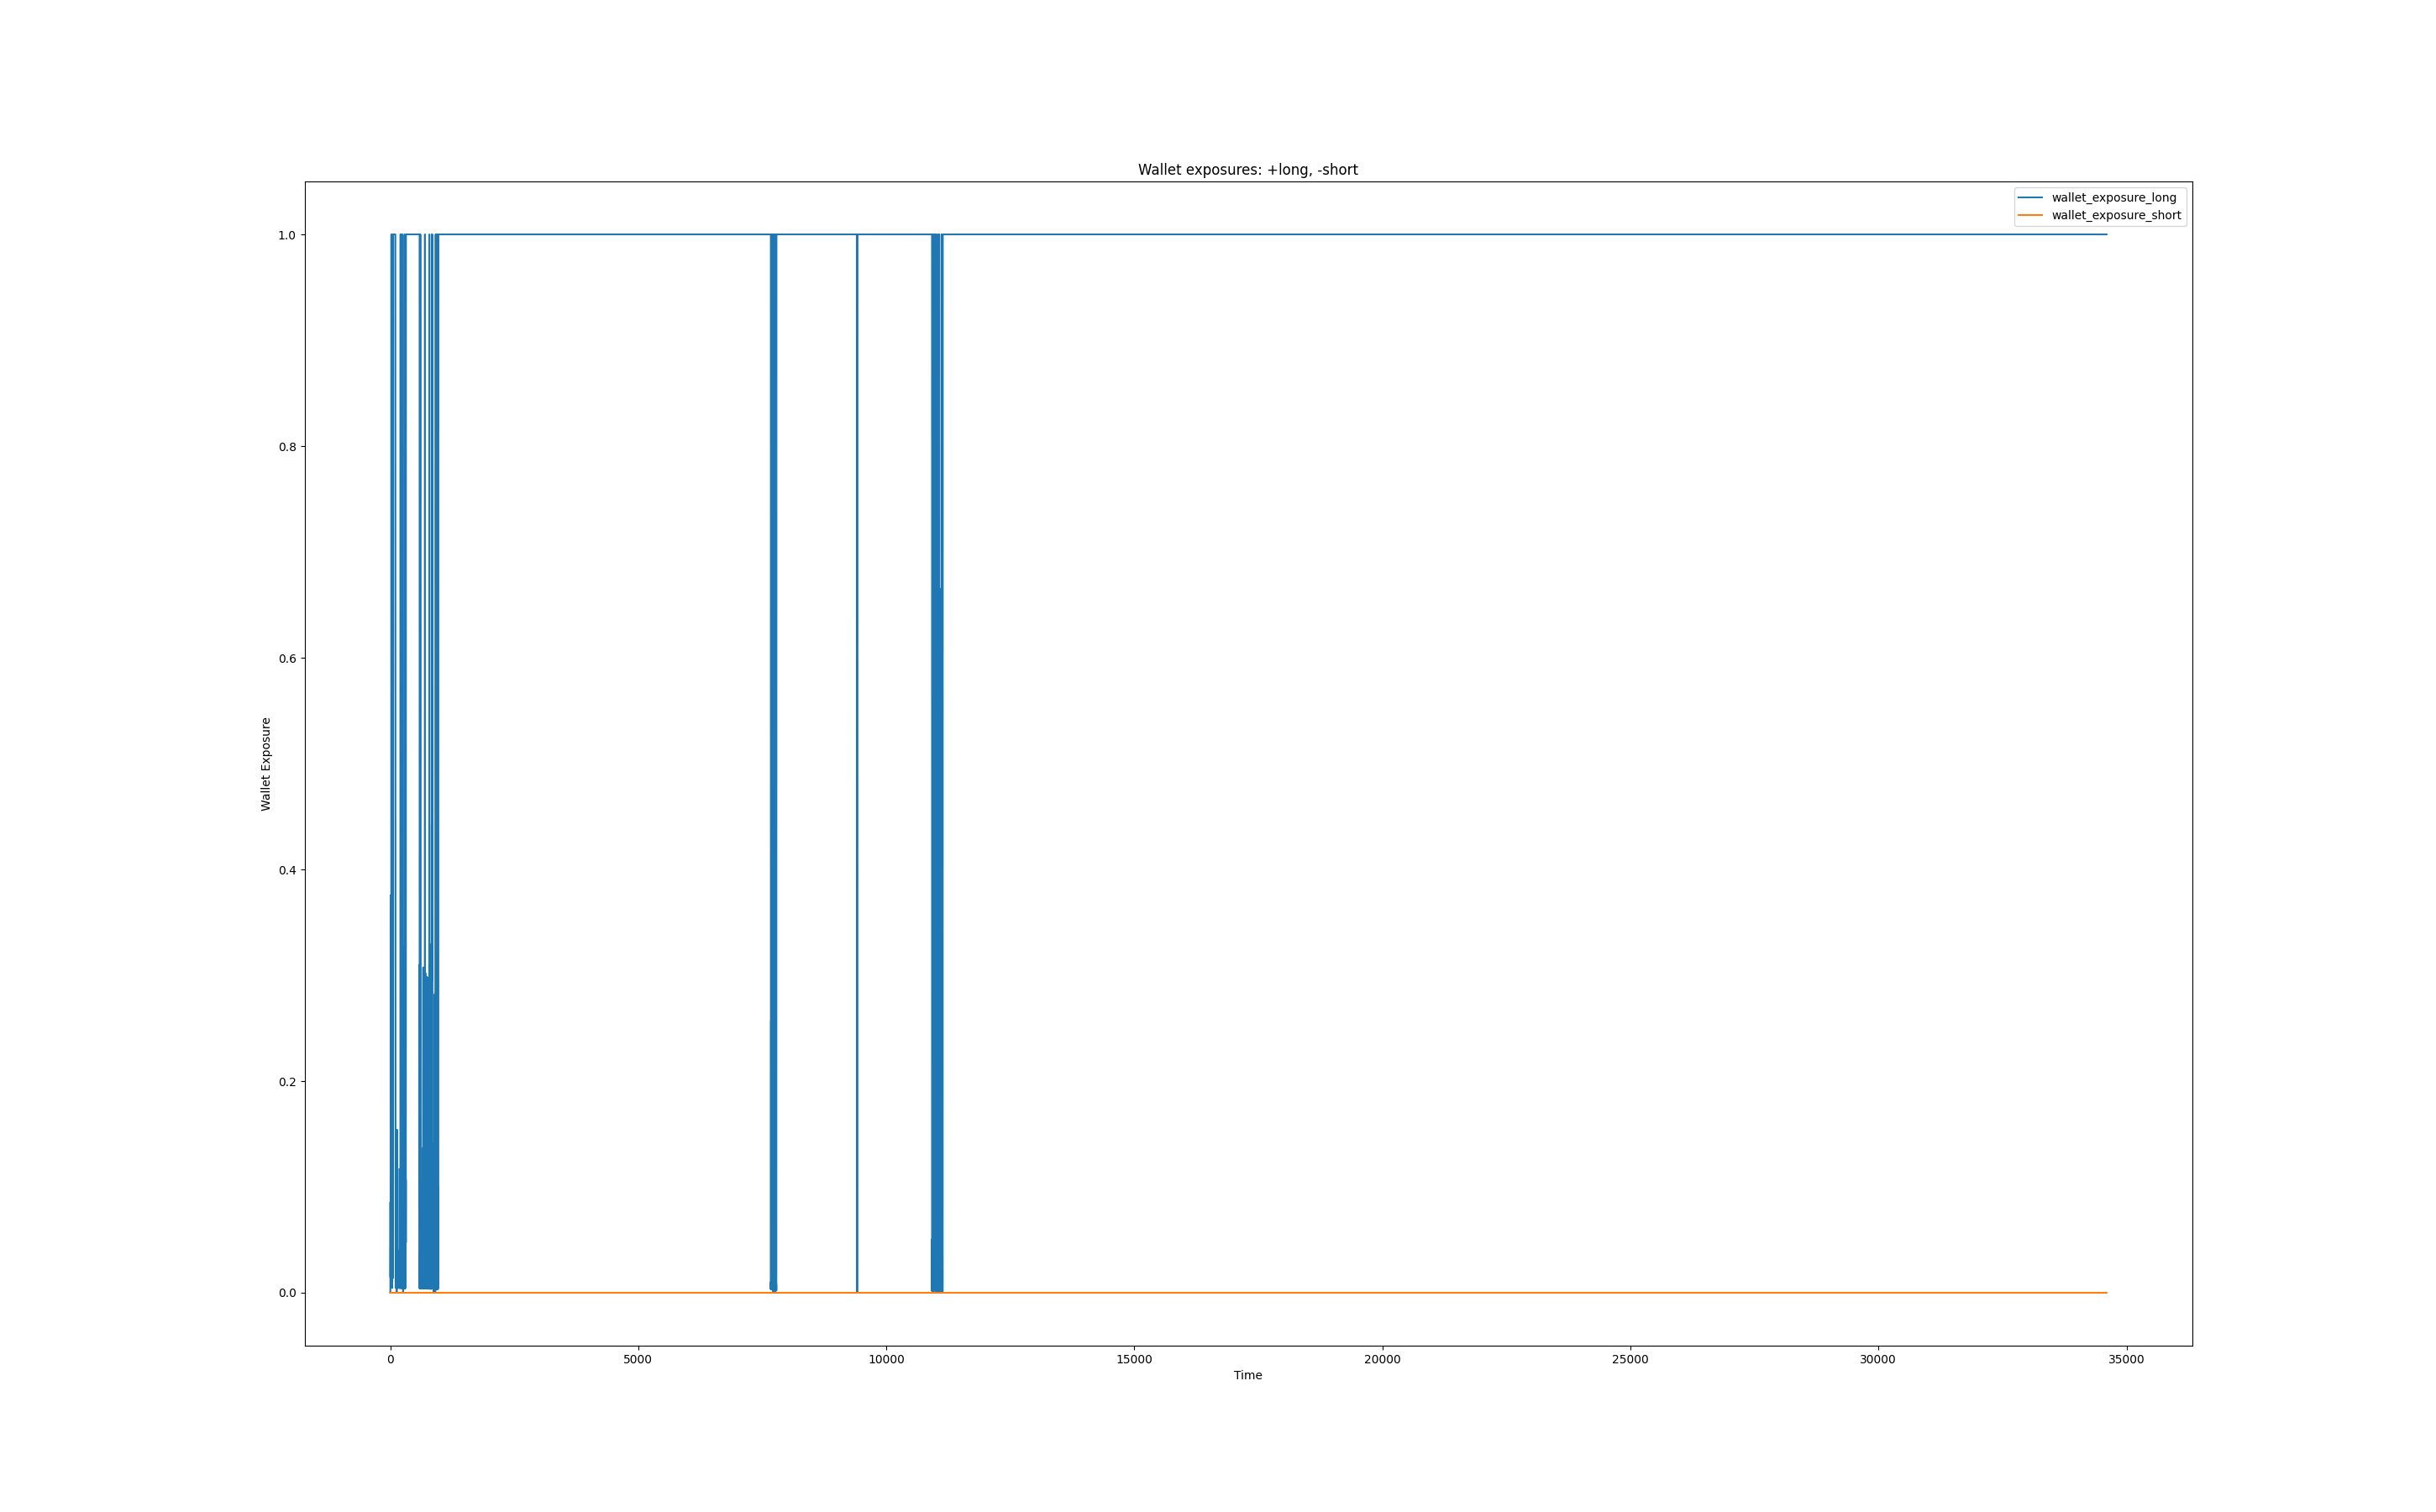 Wallet exposures: +long, -short
wallet_exposure_long
wallet_exposure_short
1.0
0.8
0.6
0.4
0.2
0.0
Wallet Exposure
0 5000 10000 15000 20000 25000 30000 35000
Time